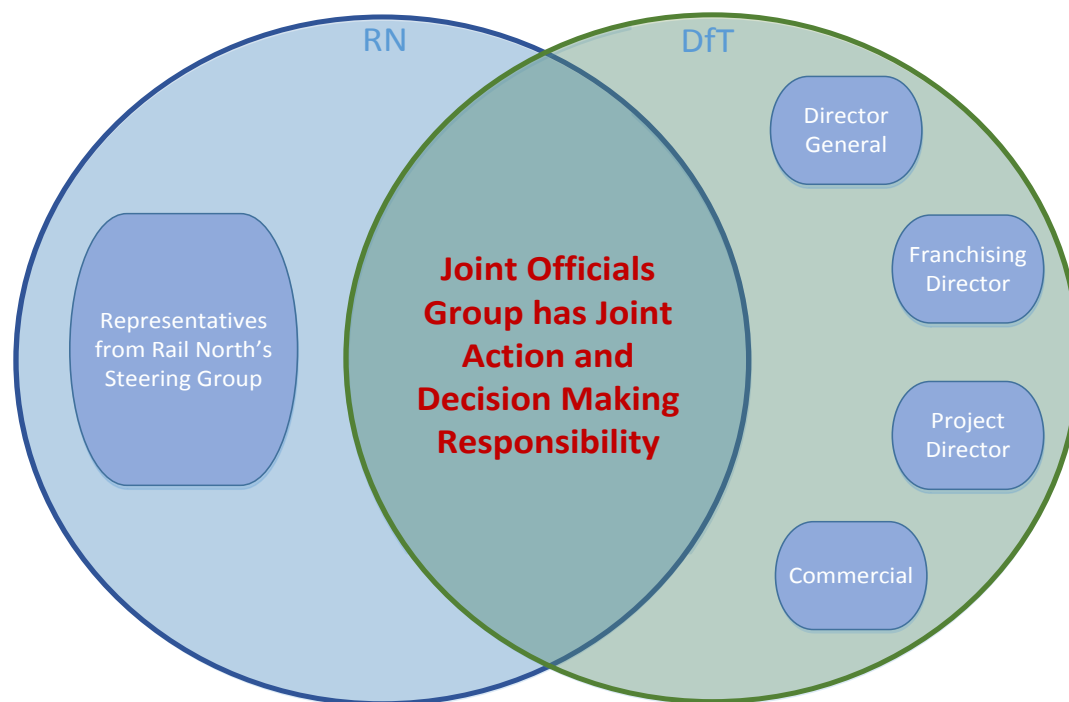 RN
DfT
Representatives
from Rail North’s
Steering Group
Joint Officials
Group has Joint
Action and
Decision Making
Responsibility
Director
General
Franchising
Director
Project
Director
Commercial